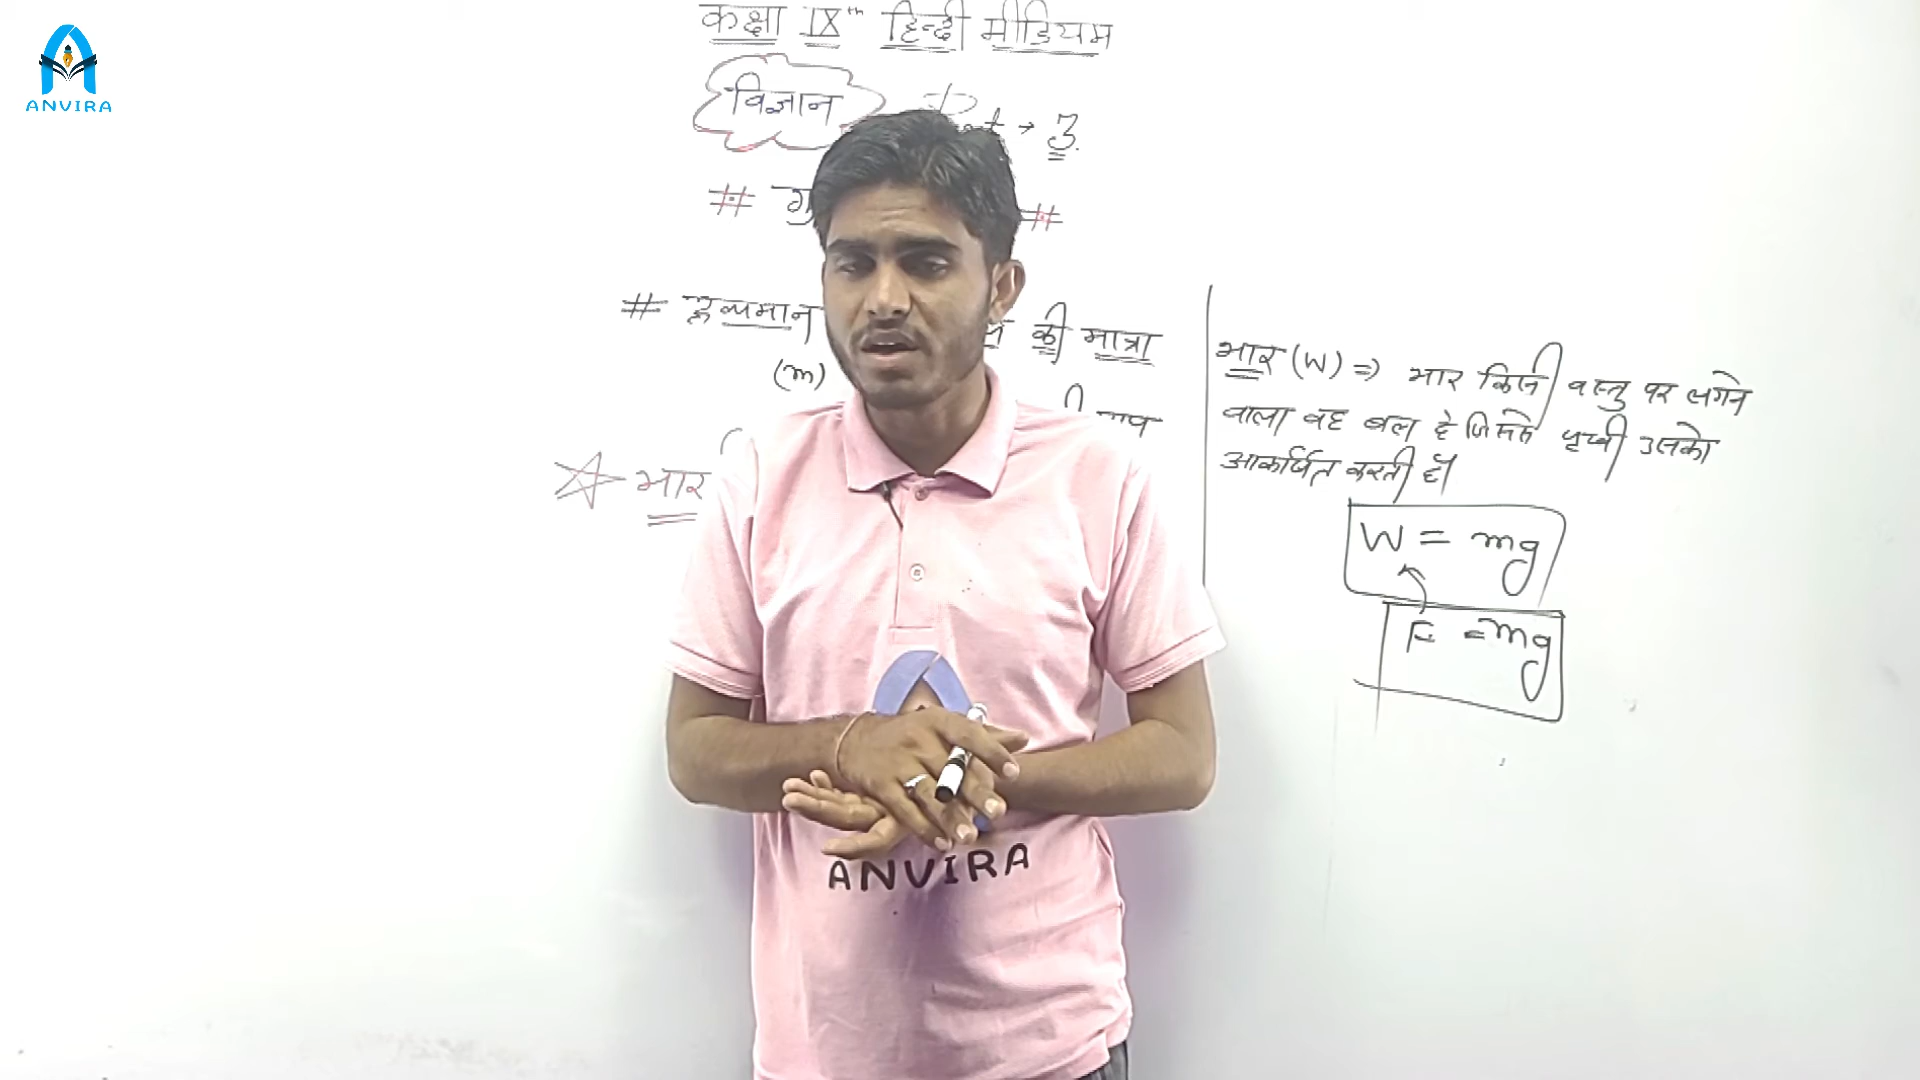 ANVIRA
कक्षा IXth हिन्दी मीडियम
विज्ञान
→ 3.
# #
# द्रव्यमान की मात्रा
(m)
भार
भार (W) => भार किसी वस्तु पर लगने
वाला वह बल है जिससे पृथ्वी उसको
आकर्षित करती है।
W = mg
F = mg
ANVIRA